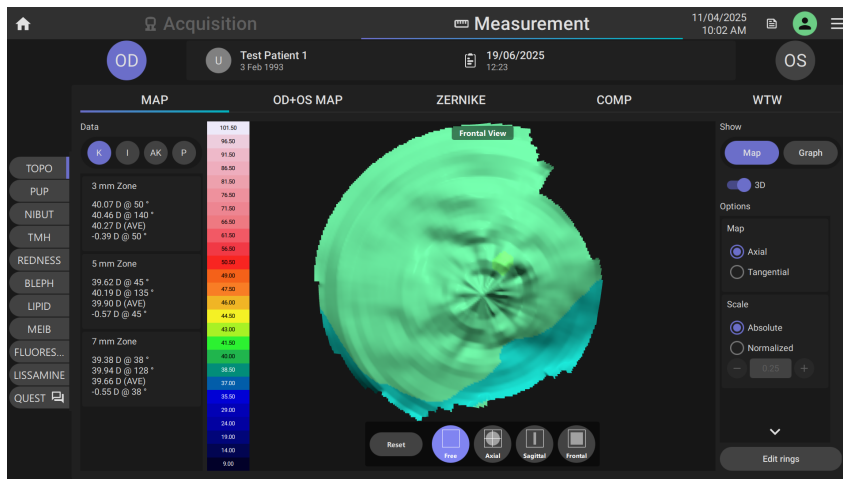 Acquisition
Measurement
11/04/2025
10:02 AM
OD
U
Test Patient 1
3 Feb 1993
19/06/2025
12:23
OS
MAP
OD+OS MAP
ZERNIKE
COMP
WTW
TOPO
PUP
NIBUT
TMH
REDNESS
BLEPH
LIPID
MEIB
FLUORES...
LISSAMINE
QUEST
Data
K
I
AK
P
3 mm Zone
40.07 D @ 50 °
40.46 D @ 140 °
40.27 D (AVE)
-0.39 D @ 50 °
5 mm Zone
39.62 D @ 45 °
40.19 D @ 135 °
39.90 D (AVE)
-0.57 D @ 45 °
7 mm Zone
39.38 D @ 38 °
39.94 D @ 128 °
39.66 D (AVE)
-0.55 D @ 38 °
101.50
96.50
91.50
86.50
81.50
76.50
71.50
66.50
61.50
56.50
50.50
49.00
47.50
46.00
44.50
43.00
41.50
40.00
38.50
37.00
35.50
29.00
24.00
19.00
14.00
9.00
Frontal View
Reset
Free
Axial
Sagittal
Frontal
Show
Map
Graph
3D
Options
Map
Axial
Tangential
Scale
Absolute
Normalized
0.25
Edit rings